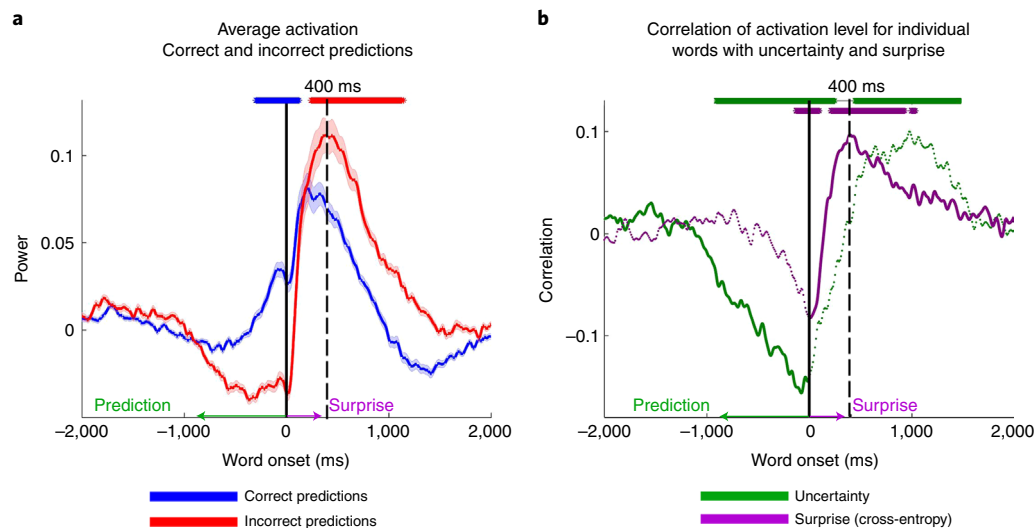 a
Average activation
Correct and incorrect predictions
400 ms
0.1
0.05
0
Power
Prediction
Surprise
–2,000
–1,000
0
1,000
2,000
Word onset (ms)
Correct predictions
Incorrect predictions
b
Correlation of activation level for individual
words with uncertainty and surprise
400 ms
0.1
0
–0.1
Correlation
Prediction
Surprise
–2,000
–1,000
0
1,000
2,000
Word onset (ms)
Uncertainty
Surprise (cross-entropy)